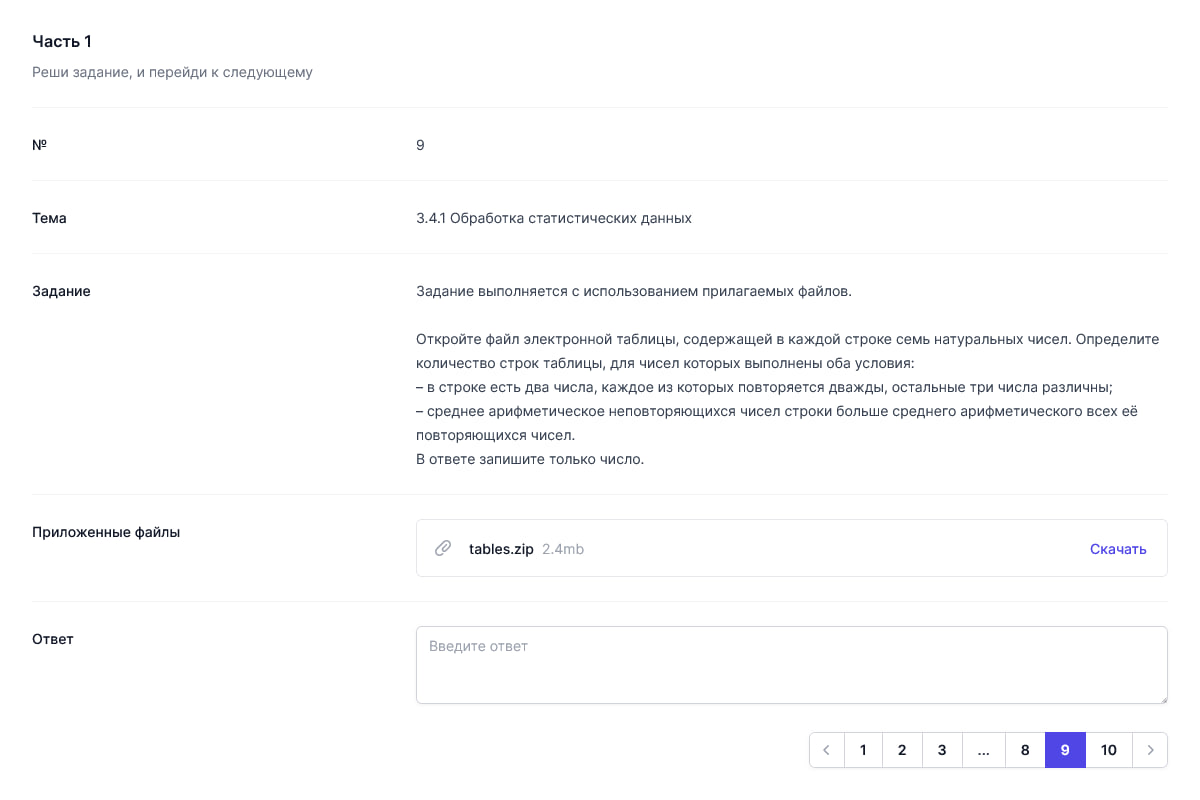 Часть 1
Реши задание, и перейди к следующему
№
9
Тема
3.4.1 Обработка статистических данных
Задание
Задание выполняется с использованием прилагаемых файлов.
Откройте файл электронной таблицы, содержащей в каждой строке семь натуральных чисел. Определите
количество строк таблицы, для чисел которых выполнены оба условия:
– в строке есть два числа, каждое из которых повторяется дважды, остальные три числа различны;
– среднее арифметическое неповторяющихся чисел строки больше среднего арифметического всех её
повторяющихся чисел.
В ответе запишите только число.
Приложенные файлы
tables.zip 2.4mb
Скачать
Ответ
Введите ответ
1 2 3 ... 8 9 10